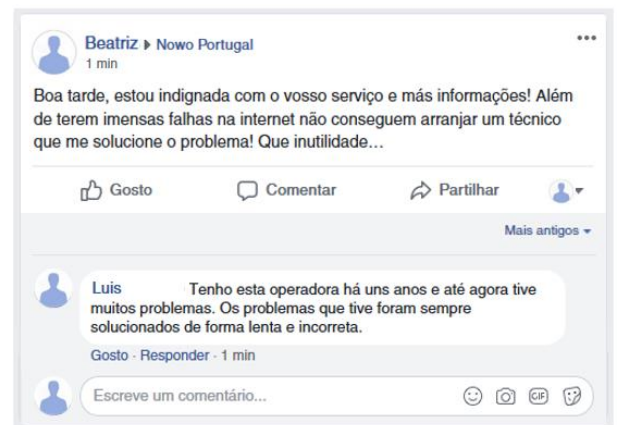 Beatriz ▸ Nowo Portugal
1 min
Boa tarde, estou indignada com o vosso serviço e más informações! Além
de terem imensas falhas na internet não conseguem arranjar um técnico
que me solucione o problema! Que inutilidade...
Gosto Comentar Partilhar
Mais antigos
Luis Tenho esta operadora há uns anos e até agora tive
muitos problemas. Os problemas que tive foram sempre
solucionados de forma lenta e incorreta.
Gosto · Responder · 1 min
Escreve um comentário... GIF